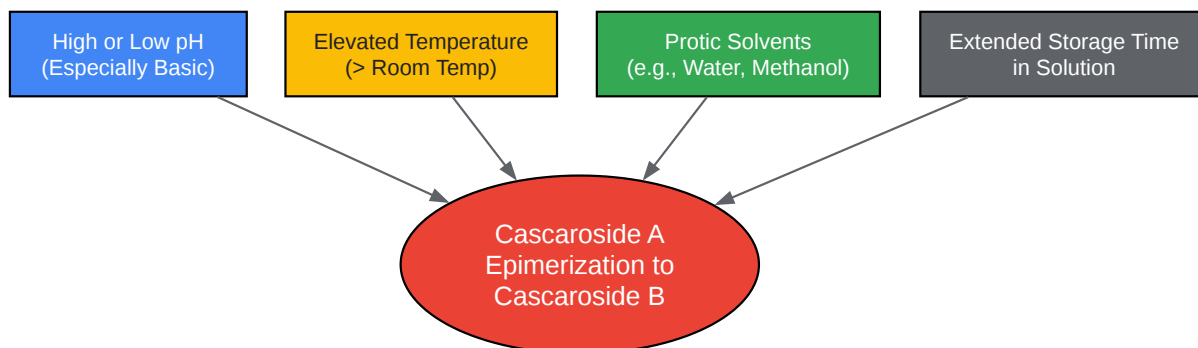 High or Low pH
(Especially Basic)
Elevated Temperature
(> Room Temp)
Protic Solvents
(e.g., Water, Methanol)
Extended Storage Time
in Solution
Cascaroside A
Epimerization to
Cascaroside B